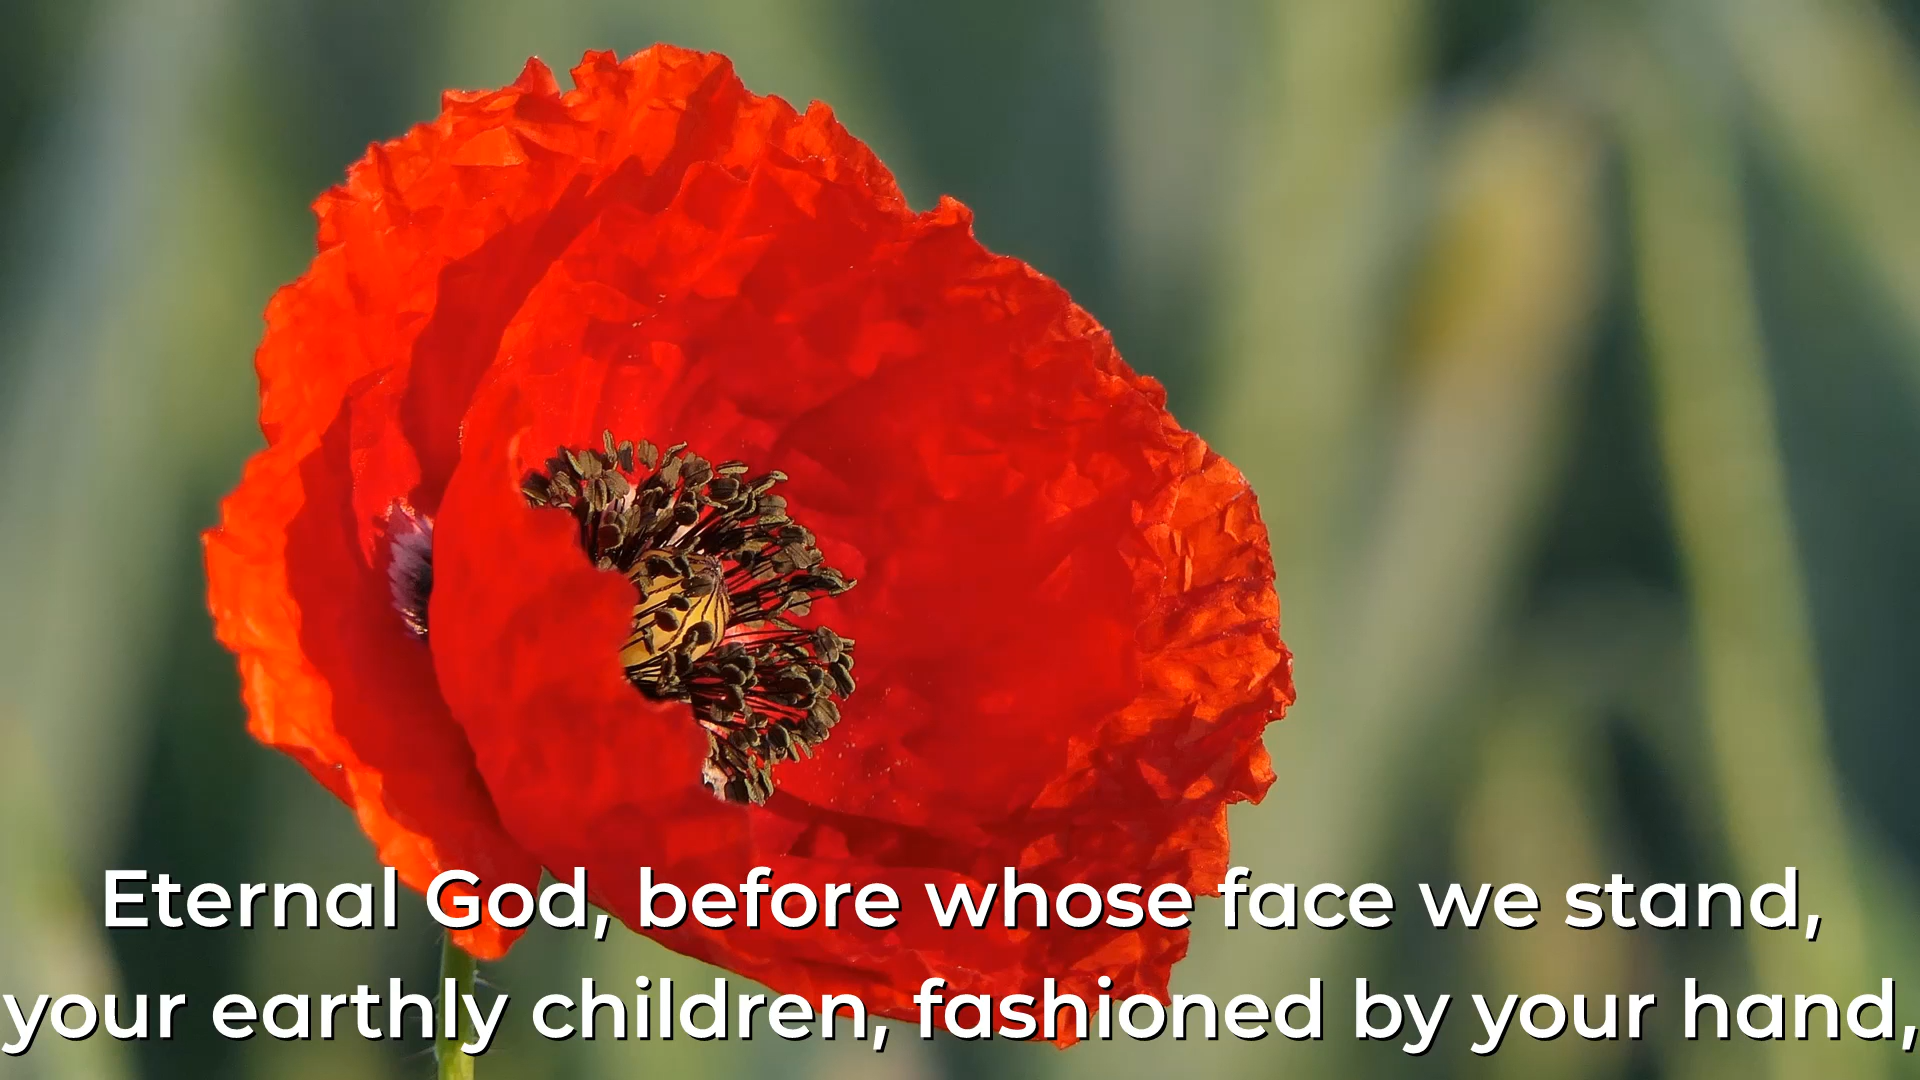 Eternal God, before whose face we stand,
your earthly children, fashioned by your hand,